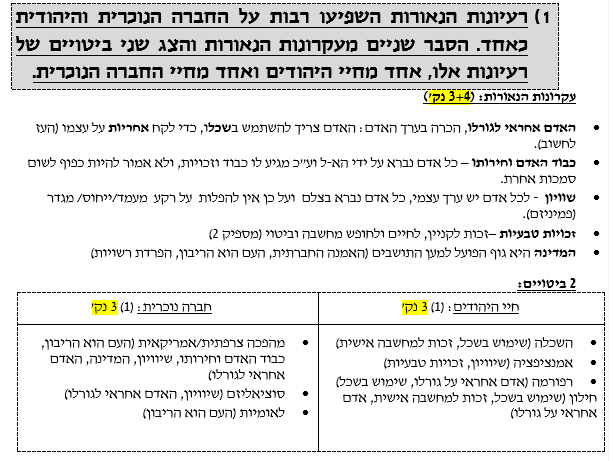 1) רעיונות הנאורות השפיעו רבות על החברה הנוכרית והיהודית
כאחד. הסבר שניים מעקרונות הנאורות והצג שני ביטויים של
רעיונות אלו, אחד מחיי היהודים ואחד מחיי החברה הנוכרית.
עקרונות הנאורות: (3+4 נק')
• האדם אחראי לגורלו, הכרה בערך האדם: האדם צריך להשתמש בשכלו, כדי לקח אחריות על עצמו (העז
לחשוב).
• כבוד האדם וחירותו – כל אדם נברא על ידי הא-ל וע"כ מגיע לו כבוד וזכויות, ולא אמור להיות כפוף לשום
סמכות אחרת.
• שוויון - לכל אדם יש ערך עצמי, כל אדם נברא בצלם ועל כן אין להפלות על רקע מעמד/ייחוס/ מגדר
(פמיניזם).
• זכויות טבעיות –זכות לקניין, לחיים ולחופש מחשבה וביטוי (מספיק 2)
• המדינה היא גוף הפועל למען התושבים (האמנה החברתית, העם הוא הריבון, הפרדת רשויות)
2 ביטויים:
חיי היהודים: (1) 3 נק'
• השכלה (שימוש בשכל, זכות למחשבה אישית)
• אמנציפציה (שיוויון, זכויות טבעיות)
• רפורמה (אדם אחראי על גורלו, שימוש בשכל)
חילון (שימוש בשכל, זכות למחשבה אישית, אדם
אחראי על גורלו)
חברה נוכרית: (1) 3 נק'
• מהפכה צרפתית/אמריקאית (העם הוא הריבון,
כבוד האדם וחירותו, שיוויון, המדינה, האדם
אחראי לגורלו)
• סוציאליזם (שיוויון, האדם אחראי לגורלו)
• לאומיות (העם הוא הריבון)